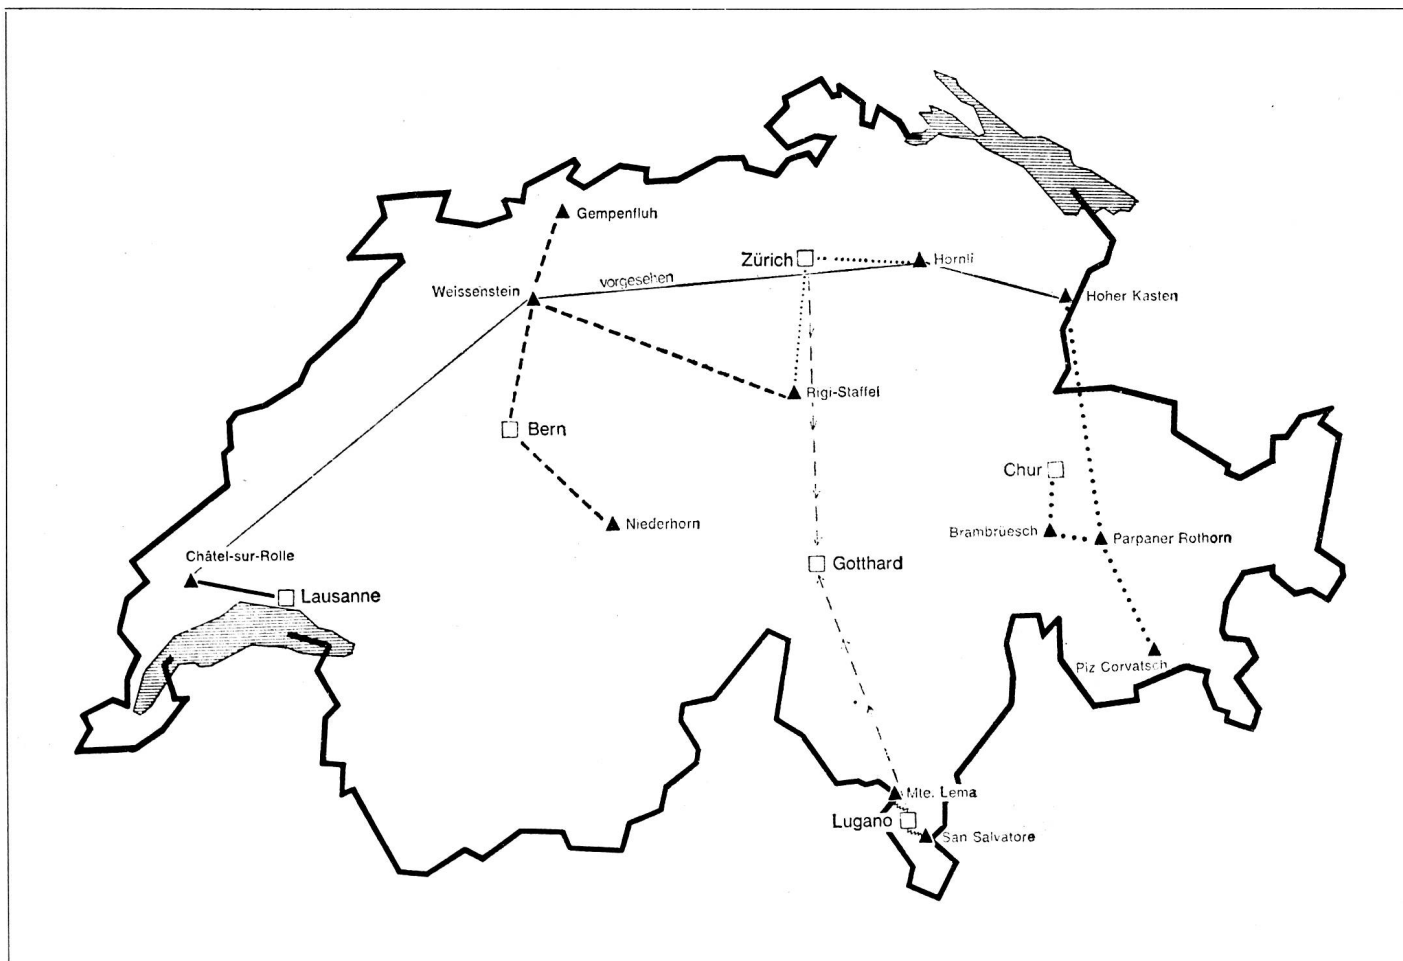 Gempenfluh
Zürich
Hörnli
vorgesehen
Weissenstein
Hoher Kasten
Rigi-Staffel
Bern
Chur
Niederhorn
Brambrüesch
Parpaner Rothorn
Châtel-sur-Rolle
Gotthard
Lausanne
Piz Corvatsch
Mte. Lema
Lugano
San Salvatore